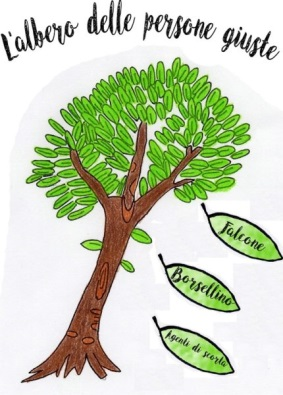 L'albero delle persone giuste
Falcone
Borsellino
Agenti di scorta